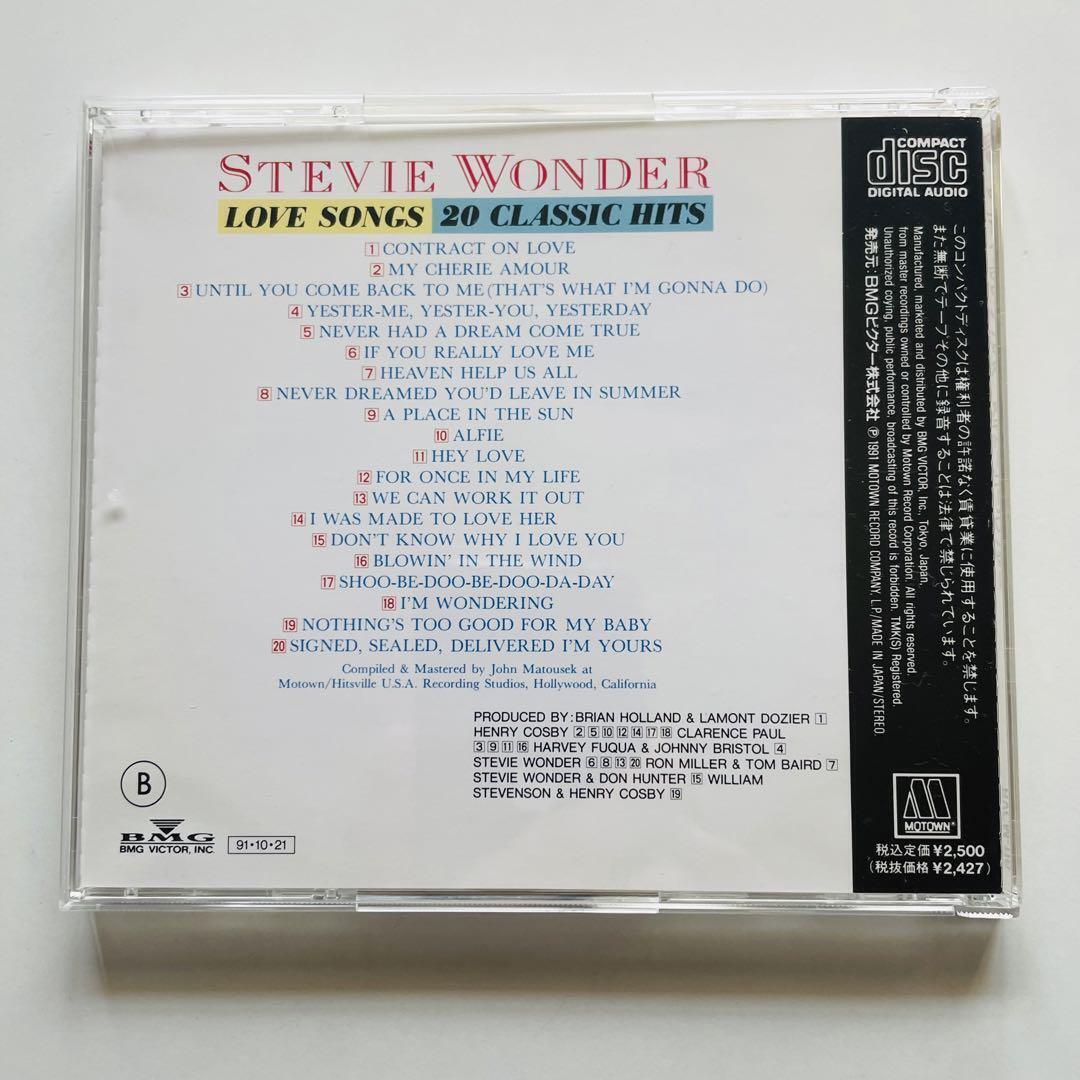 STEVIE WONDER
LOVE SONGS 20 CLASSIC HITS
1 CONTRACT ON LOVE
2 MY CHERIE AMOUR
3 UNTIL YOU COME BACK TO ME (THAT'S WHAT I'M GONNA DO)
4 YESTER-ME, YESTER-YOU, YESTERDAY
5 NEVER HAD A DREAM COME TRUE
6 IF YOU REALLY LOVE ME
7 HEAVEN HELP US ALL
8 NEVER DREAMED YOU'D LEAVE IN SUMMER
9 A PLACE IN THE SUN
10 ALFIE
11 HEY LOVE
12 FOR ONCE IN MY LIFE
13 WE CAN WORK IT OUT
14 I WAS MADE TO LOVE HER
15 DON'T KNOW WHY I LOVE YOU
16 BLOWIN' IN THE WIND
17 SHOO-BE-DOO-BE-DOO-DA-DAY
18 I'M WONDERING
19 NOTHING'S TOO GOOD FOR MY BABY
20 SIGNED, SEALED, DELIVERED I'M YOURS
Compiled & Mastered by John Matousek at
Motown/Hitsville U.S.A. Recording Studios, Hollywood, California
PRODUCED BY: BRIAN HOLLAND & LAMONT DOZIER 1
HENRY COSBY 2 5 10 12 14 17 18 CLARENCE PAUL
3 9 11 16 HARVEY FUQUA & JOHNNY BRISTOL 4
STEVIE WONDER 6 8 13 20 RON MILLER & TOM BAIRD 7
STEVIE WONDER & DON HUNTER 15 WILLIAM
STEVENSON & HENRY COSBY 19
B
BMG
BMG VICTOR, INC.
91·10·21
COMPACT
disc
DIGITAL AUDIO
このコンパクトディスクは権利者の許諾なく賃貸業に使用することを禁じます。
また無断でテープその他に録音することは法律で禁じられています。
Manufactured, marketed and distributed by BMG VICTOR, Inc., Tokyo, Japan,
from master recordings owned or controlled by Motown Record Corporation. All rights reserved.
Unauthorized coying, public performance, broadcasting of this record is forbidden. TMK(S) Registered.
発売元:BMGビクター株式会社 Ⓟ 1991 MOTOWN RECORD COMPANY, L.P./MADE IN JAPAN/STEREO.
M
MOTOWN
税込定価¥2,500
(税抜価格¥2,427)